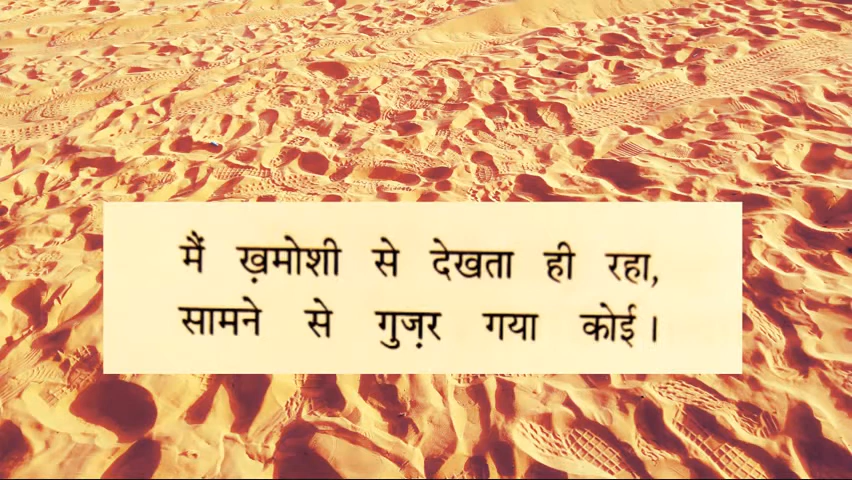 मैं ख़मोशी से देखता ही रहा,
सामने से गुज़र गया कोई।